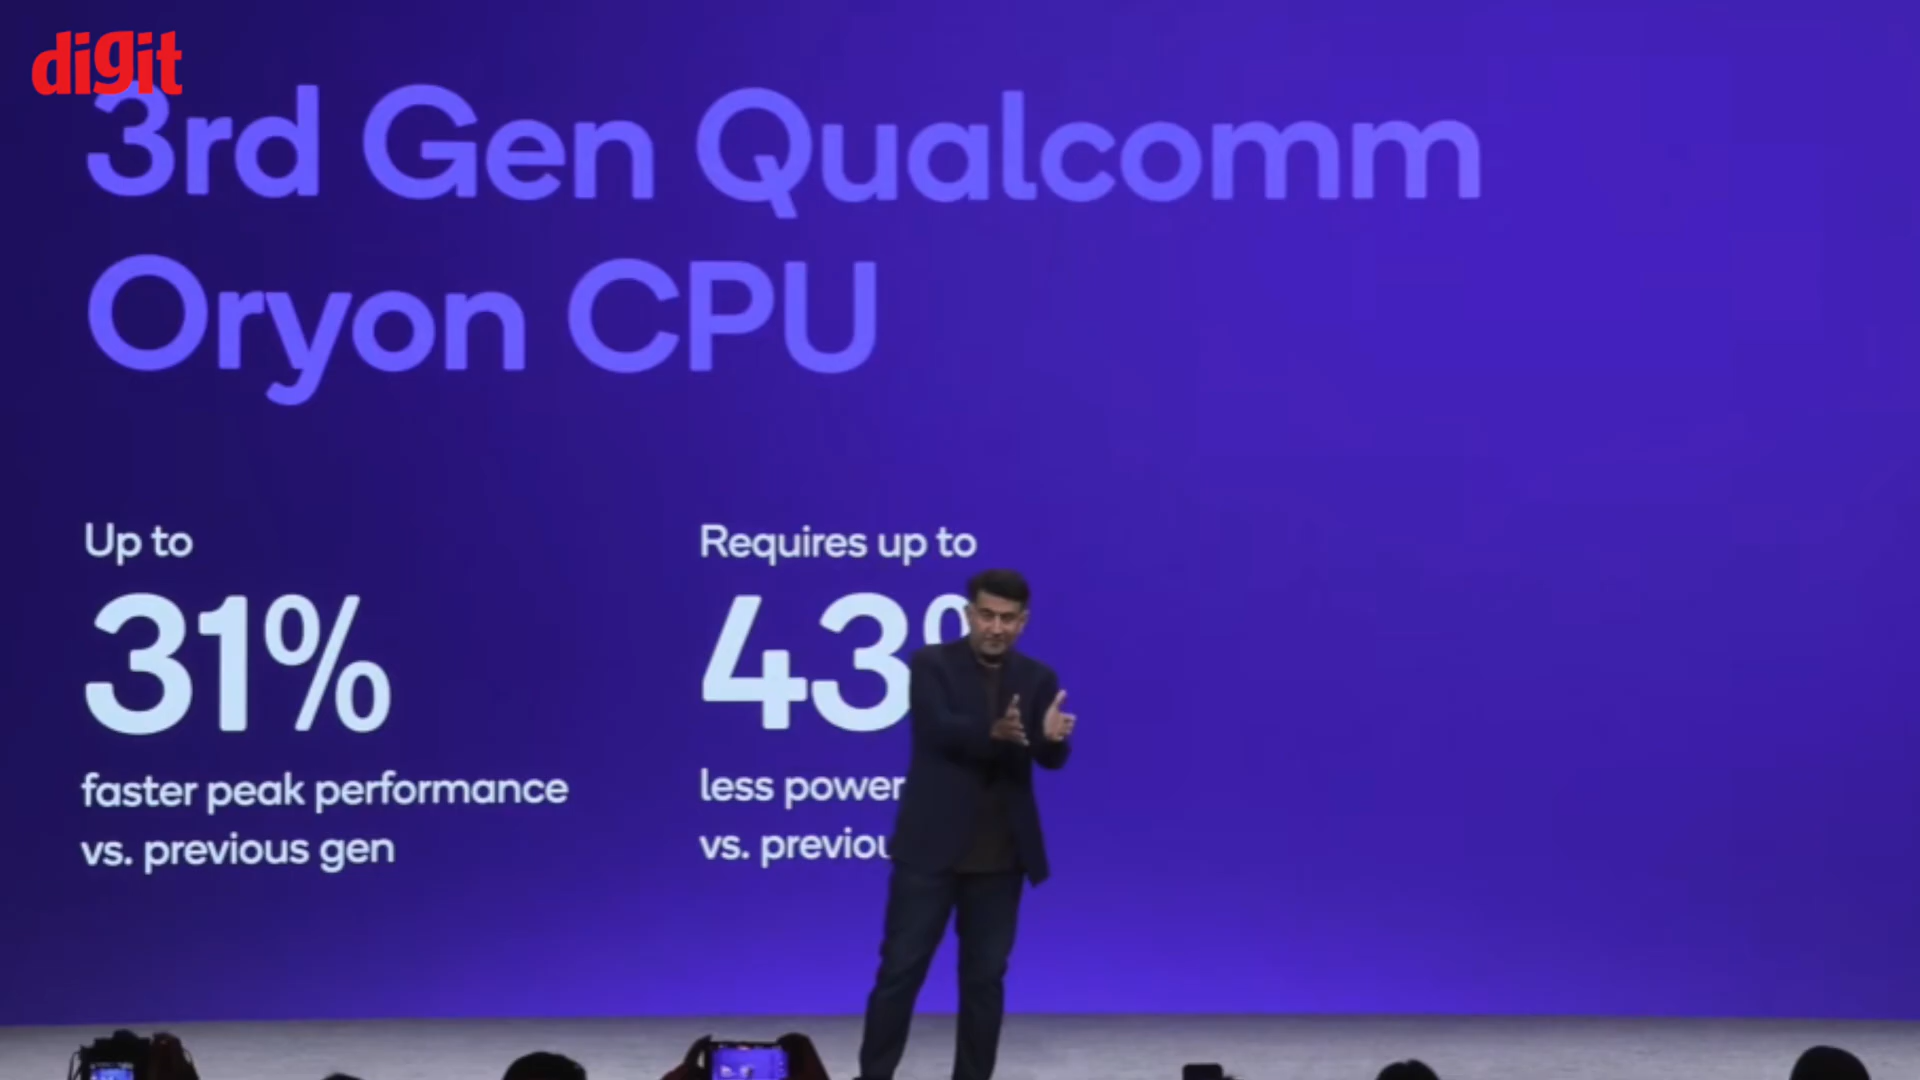 digit
3rd Gen Qualcomm
Oryon CPU
Up to
31%
faster peak performance
vs. previous gen
Requires up to
43%
less power
vs.